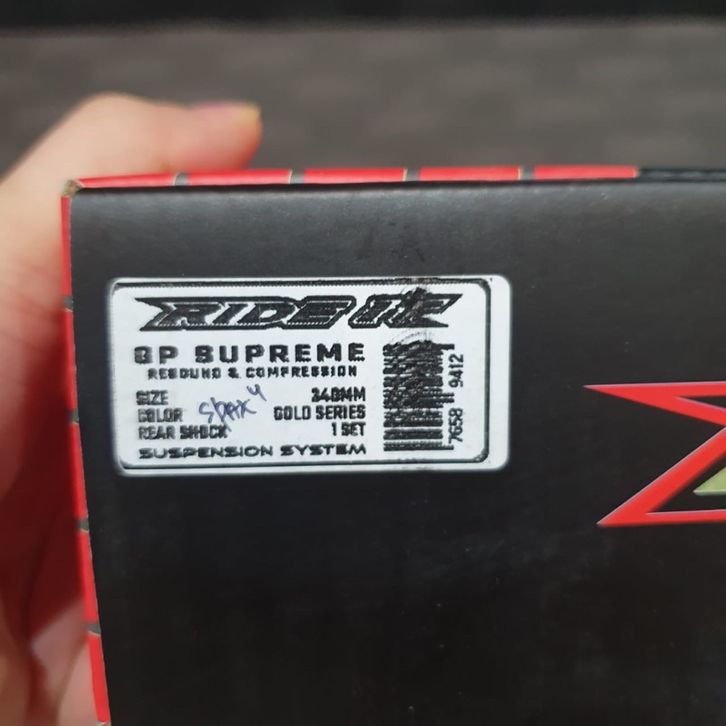 RIDE IT
GP SUPREME
REBOUND & COMPRESSION
SIZE 340MM
COLOR GOLD SERIES
REAR SHOCK 1 SET
SUSPENSION SYSTEM
7658 9412